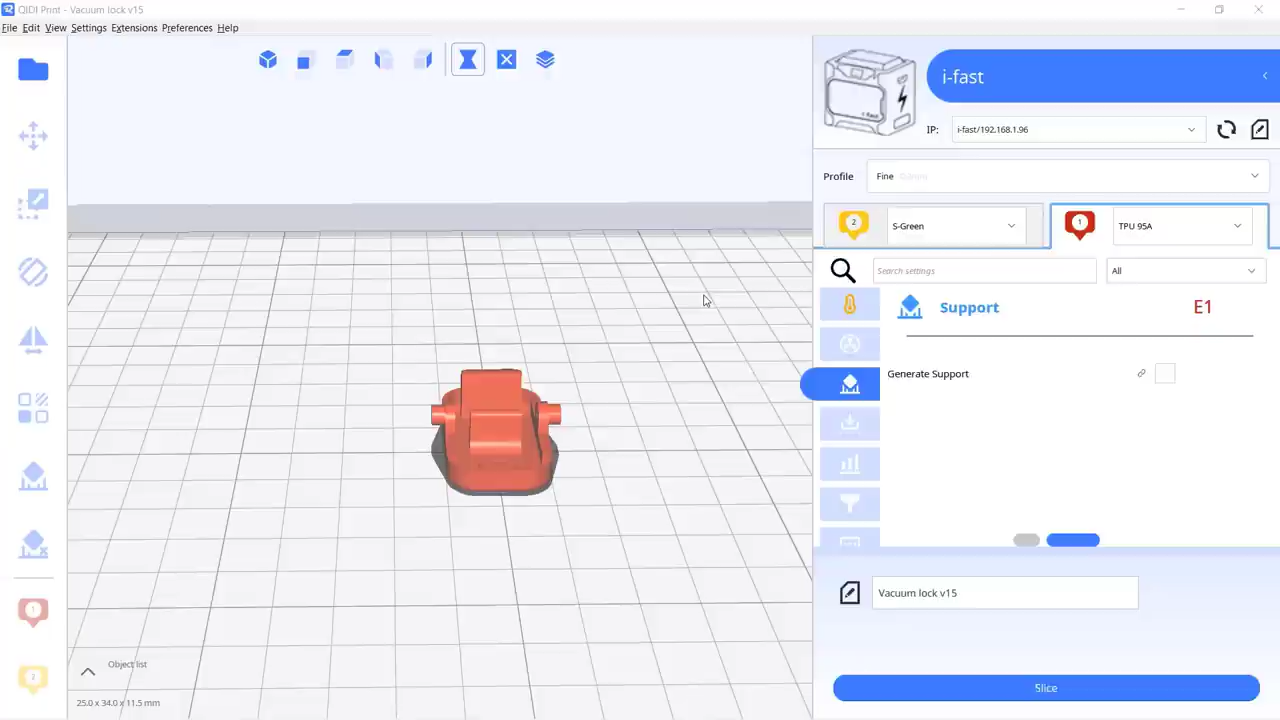 QIDI Print - Vacuum lock v15
File Edit View Settings Extensions Preferences Help
i-fast
IP: i-fast/192.168.1.96
Profile Fine
2 S-Green 1 TPU 95A
Search settings All
Support E1
Generate Support
1
2
Object list
25.0 x 34.0 x 11.5 mm
Vacuum lock v15
Slice